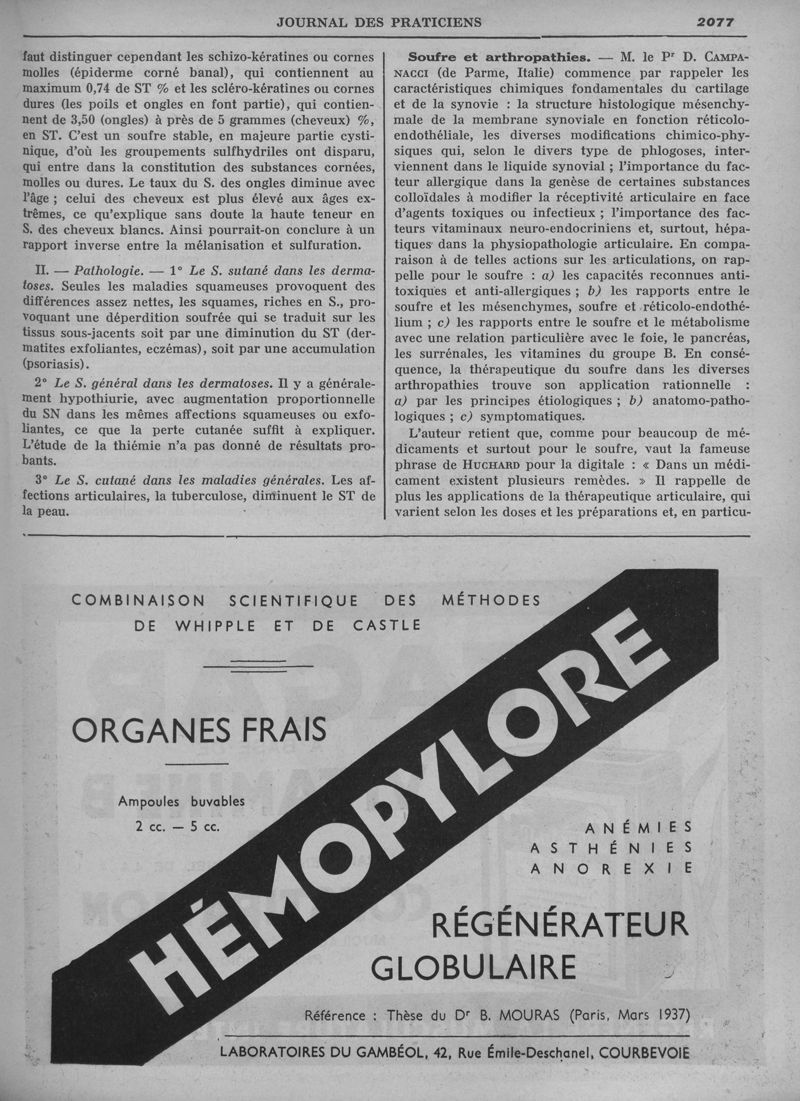 JOURNAL DES PRATICIENS 2077
faut distinguer cependant les schizo-kératines ou cornes
molles (épiderme corné banal), qui contiennent au
maximum 0,74 de ST % et les scléro-kératines ou cornes
dures (les poils et ongles en font partie), qui contien-
nent de 3,50 (ongles) à près de 5 grammes (cheveux) %,
en ST. C'est un soufre stable, en majeure partie cysti-
nique, d'où les groupements sulfhydriles ont disparu,
qui entre dans la constitution des substances cornées,
molles ou dures. Le taux du S. des ongles diminue avec
l'âge ; celui des cheveux est plus élevé aux âges ex-
trêmes, ce qu'explique sans doute la haute teneur en
S. des cheveux blancs. Ainsi pourrait-on conclure à un
rapport inverse entre la mélanisation et sulfuration.
II. — Pathologie. — 1° Le S. sutané dans les derma-
toses. Seules les maladies squameuses provoquent des
différences assez nettes, les squames, riches en S., pro-
voquant une déperdition soufrée qui se traduit sur les
tissus sous-jacents soit par une diminution du ST (der-
matites exfoliantes, eczémas), soit par une accumulation
(psoriasis).
2° Le S. général dans les dermatoses. Il y a générale-
ment hypothiurie, avec augmentation proportionnelle
du SN dans les mêmes affections squameuses ou exfo-
liantes, ce que la perte cutanée suffit à expliquer.
L'étude de la thiémie n'a pas donné de résultats pro-
bants.
3° Le S. cutané dans les maladies générales. Les af-
fections articulaires, la tuberculose, diminuent le ST de
la peau.
Soufre et arthropathies. — M. le Pr D. CAMPA-
NACCI (de Parme, Italie) commence par rappeler les
caractéristiques chimiques fondamentales du cartilage
et de la synovie : la structure histologique mésenchy-
male de la membrane synoviale en fonction réticolo-
endothéliale, les diverses modifications chimico-phy-
siques qui, selon le divers type de phlogoses, inter-
viennent dans le liquide synovial ; l'importance du fac-
teur allergique dans la genèse de certaines substances
colloïdales à modifier la réceptivité articulaire en face
d'agents toxiques ou infectieux ; l'importance des fac-
teurs vitaminaux neuro-endocriniens et, surtout, hépa-
tiques dans la physiopathologie articulaire. En compa-
raison à de telles actions sur les articulations, on rap-
pelle pour le soufre : a) les capacités reconnues anti-
toxiques et anti-allergiques ; b) les rapports entre le
soufre et les mésenchymes, soufre et réticolo-endothé-
lium ; c) les rapports entre le soufre et le métabolisme
avec une relation particulière avec le foie, le pancréas,
les surrénales, les vitamines du groupe B. En consé-
quence, la thérapeutique du soufre dans les diverses
arthropathies trouve son application rationnelle :
a) par les principes étiologiques ; b) anatomo-patho-
logiques ; c) symptomatiques.
L'auteur retient que, comme pour beaucoup de mé-
dicaments et surtout pour le soufre, vaut la fameuse
phrase de HUCHARD pour la digitale : « Dans un médi-
cament existent plusieurs remèdes. » Il rappelle de
plus les applications de la thérapeutique articulaire, qui
varient selon les doses et les préparations et, en particu-
COMBINAISON SCIENTIFIQUE DES MÉTHODES
DE WHIPPLE ET DE CASTLE
ORGANES FRAIS
Ampoules buvables
2 cc. — 5 cc.
HÉMOPYLORE
ANÉMIES
ASTHÉNIES
ANOREXIE
RÉGÉNÉRATEUR
GLOBULAIRE
Référence : Thèse du Dr B. MOURAS (Paris, Mars 1937)
LABORATOIRES DU GAMBÉOL, 42, Rue Émile-Deschanel, COURBEVOIE